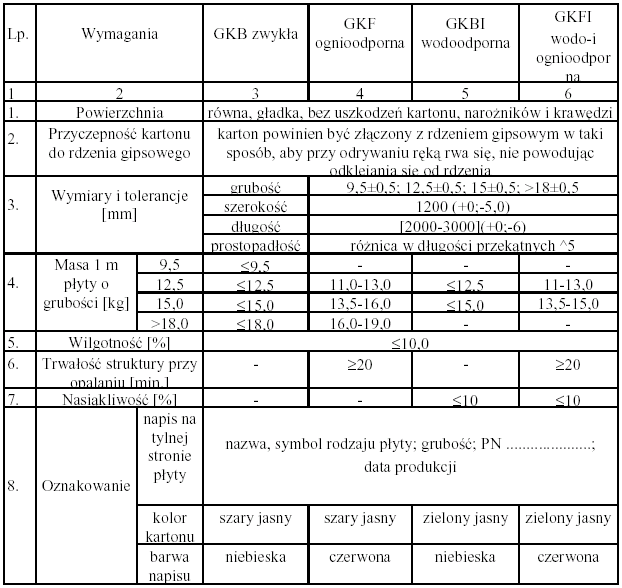 Lp. Wymagania GKB zwykła GKF ognioodporna GKBI wodoodporna GKFI wodo-i ognioodpor na
1 2 3 4 5 6
1. Powierzchnia równa, gładka, bez uszkodzeń kartonu, narożników i krawędzi
2. Przyczepność kartonu do rdzenia gipsowego
karton powinien być złączony z rdzeniem gipsowym w taki
sposób, aby przy odrywaniu ręką rwa się, nie powodując
odklejania się od rdzenia
3. Wymiary i tolerancje [mm]
grubość 9,5±0,5; 12,5±0,5; 15±0,5; >18±0,5
szerokość 1200 (+0;-5,0)
długość [2000-3000](+0;-6)
prostopadłość różnica w długości przekątnych ^5
4. Masa 1 m płyty o grubości [kg]
9,5 ≤9,5 - - -
12,5 ≤12,5 11,0-13,0 ≤12,5 11-13,0
15,0 ≤15,0 13,5-16,0 ≤15,0 13,5-15,0
>18,0 ≤18,0 16,0-19,0 - -
5. Wilgotność [%] ≤10,0
6. Trwałość struktury przy opalaniu [min.] - ≥20 - ≥20
7. Nasiakliwość [%] - - ≤10 ≤10
8. Oznakowanie
napis na tylnej stronie płyty
nazwa, symbol rodzaju płyty; grubość; PN .....................;
data produkcji
kolor kartonu szary jasny szary jasny zielony jasny zielony jasny
barwa napisu niebieska czerwona niebieska czerwona